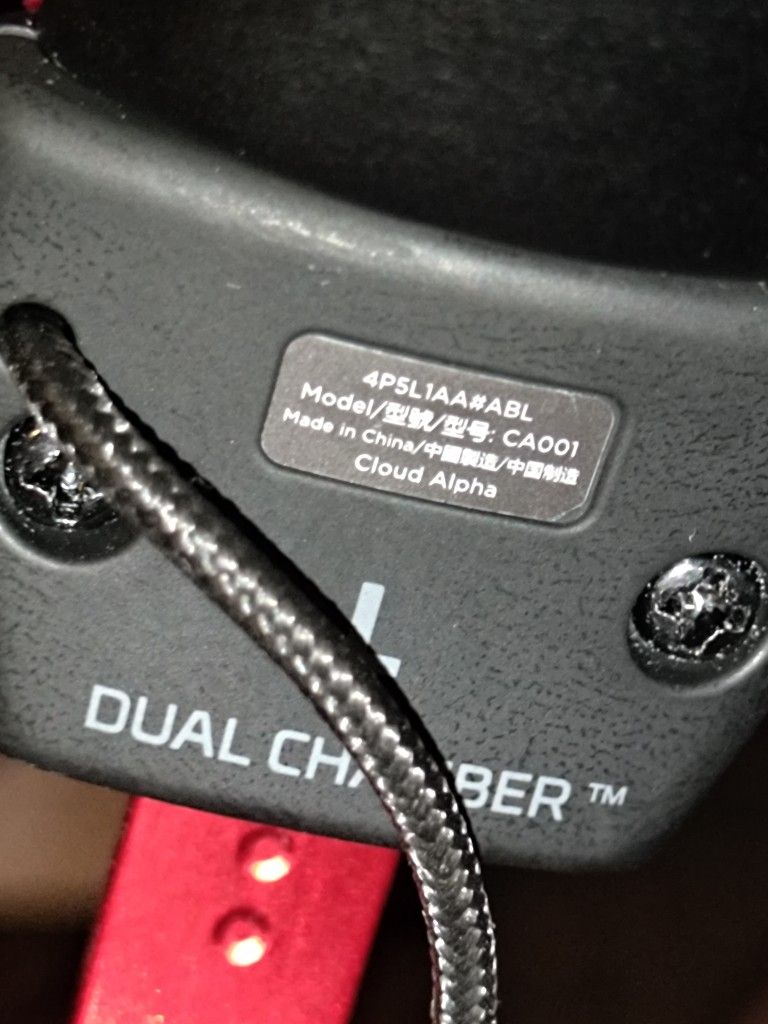 4P5L1AA#ABL
Model/型號/型号: CA001
Made in China/中國製造/中国制造
Cloud Alpha
L
DUAL CHAMBER™